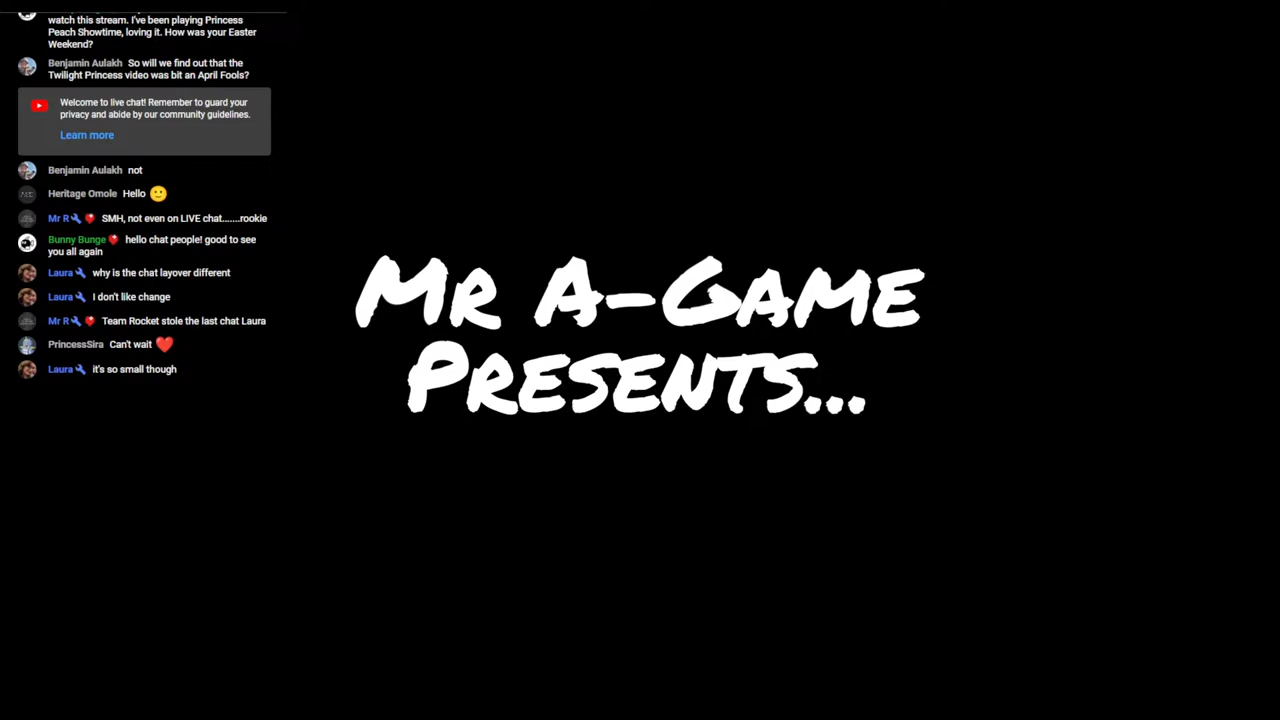 watch this stream. I've been playing Princess
Peach Showtime, loving it. How was your Easter
Weekend?
Benjamin Aulakh So will we find out that the
Twilight Princess video was bit an April Fools?
Welcome to live chat! Remember to guard your
privacy and abide by our community guidelines.
Learn more
Benjamin Aulakh not
Heritage Omole Hello 🙂
Mr R SMH, not even on LIVE chat.......rookie
Bunny Bunge hello chat people! good to see
you all again
Laura why is the chat layover different
Laura I don't like change
Mr R Team Rocket stole the last chat Laura
PrincessSira Can't wait ❤️
Laura it's so small though
Mr A-Game
Presents...